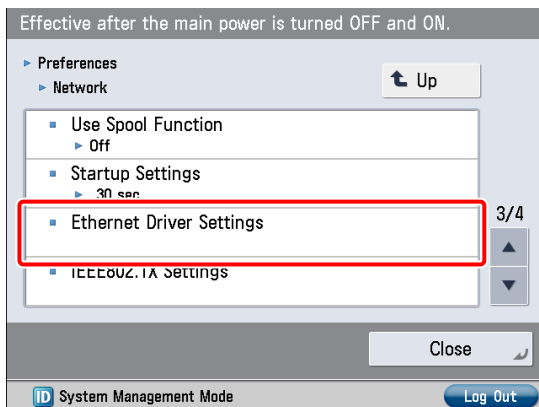 Effective after the main power is turned OFF and ON.
Preferences
Network
Up
Use Spool Function
Off
Startup Settings
30 sec
Ethernet Driver Settings
3/4
IEEE802.1X Settings
Close
ID System Management Mode
Log Out